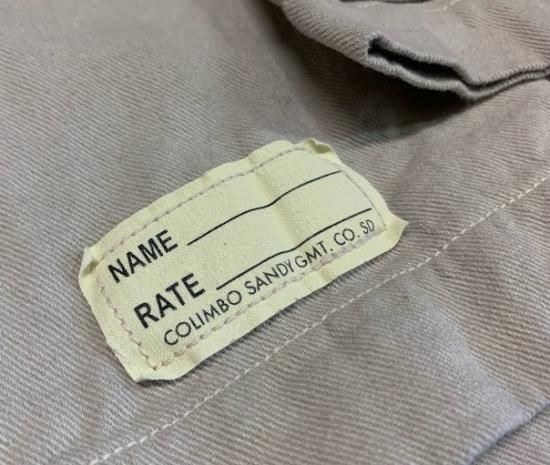 NAME
RATE
COLIMBO SANDY GMT. CO. SD